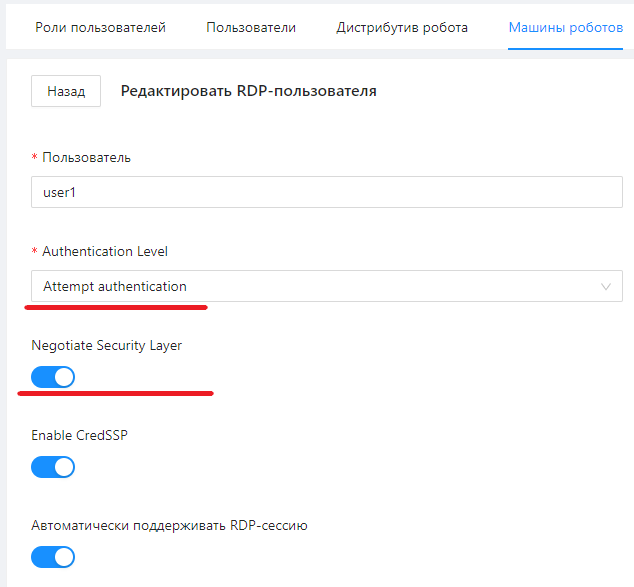 Роли пользователей Пользователи Дистрибутив робота Машины роботов
Назад Редактировать RDP-пользователя
* Пользователь
user1
* Authentication Level
Attempt authentication
Negotiate Security Layer
Enable CredSSP
Автоматически поддерживать RDP-сессию